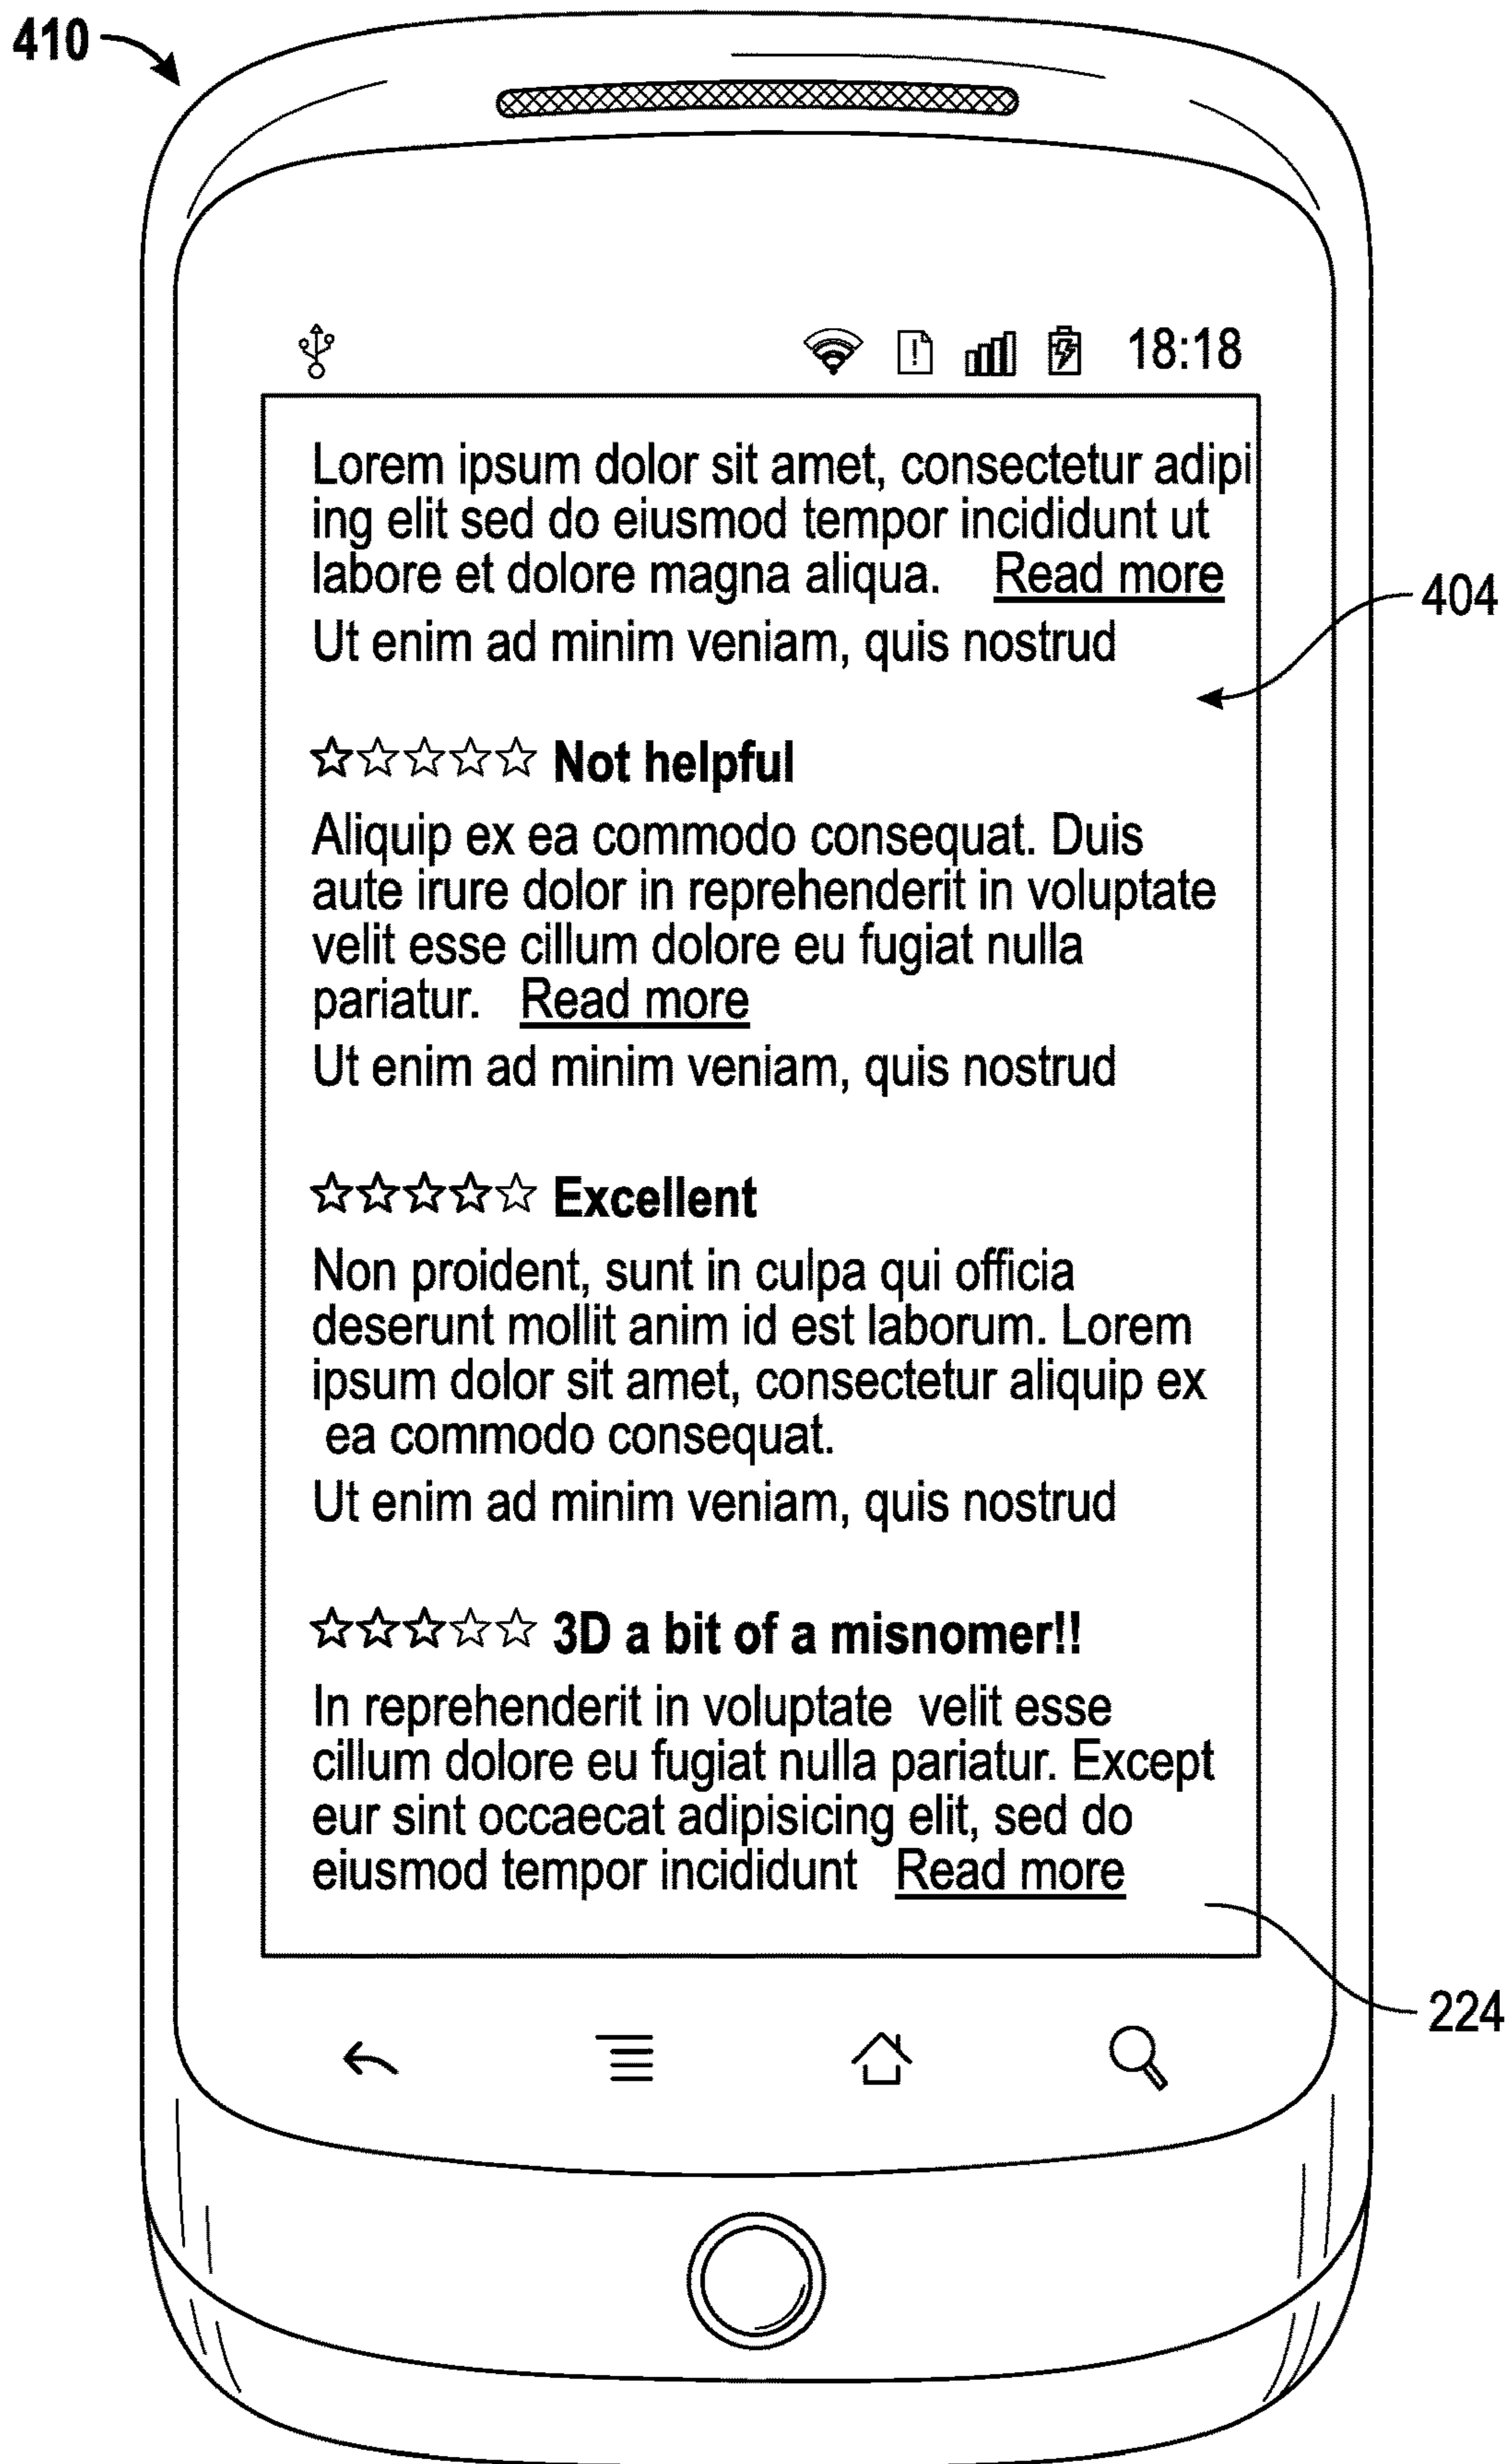 410
18:18
Lorem ipsum dolor sit amet, consectetur adipi
ing elit sed do eiusmod tempor incididunt ut
labore et dolore magna aliqua. Read more
404
Ut enim ad minim veniam, quis nostrud
Not helpful
Aliquip ex ea commodo consequat. Duis
aute irure dolor in reprehenderit in voluptate
velit esse cillum dolore eu fugiat nulla
pariatur. Read more
Ut enim ad minim veniam, quis nostrud
Excellent
Non proident, sunt in culpa qui officia
deserunt mollit anim id est laborum. Lorem
ipsum dolor sit amet, consectetur aliquip ex
ea commodo consequat.
Ut enim ad minim veniam, quis nostrud
3D a bit of a misnomer!!
In reprehenderit in voluptate velit esse
cillum dolore eu fugiat nulla pariatur. Except
eur sint occaecat adipisicing elit, sed do
eiusmod tempor incididunt Read more
224